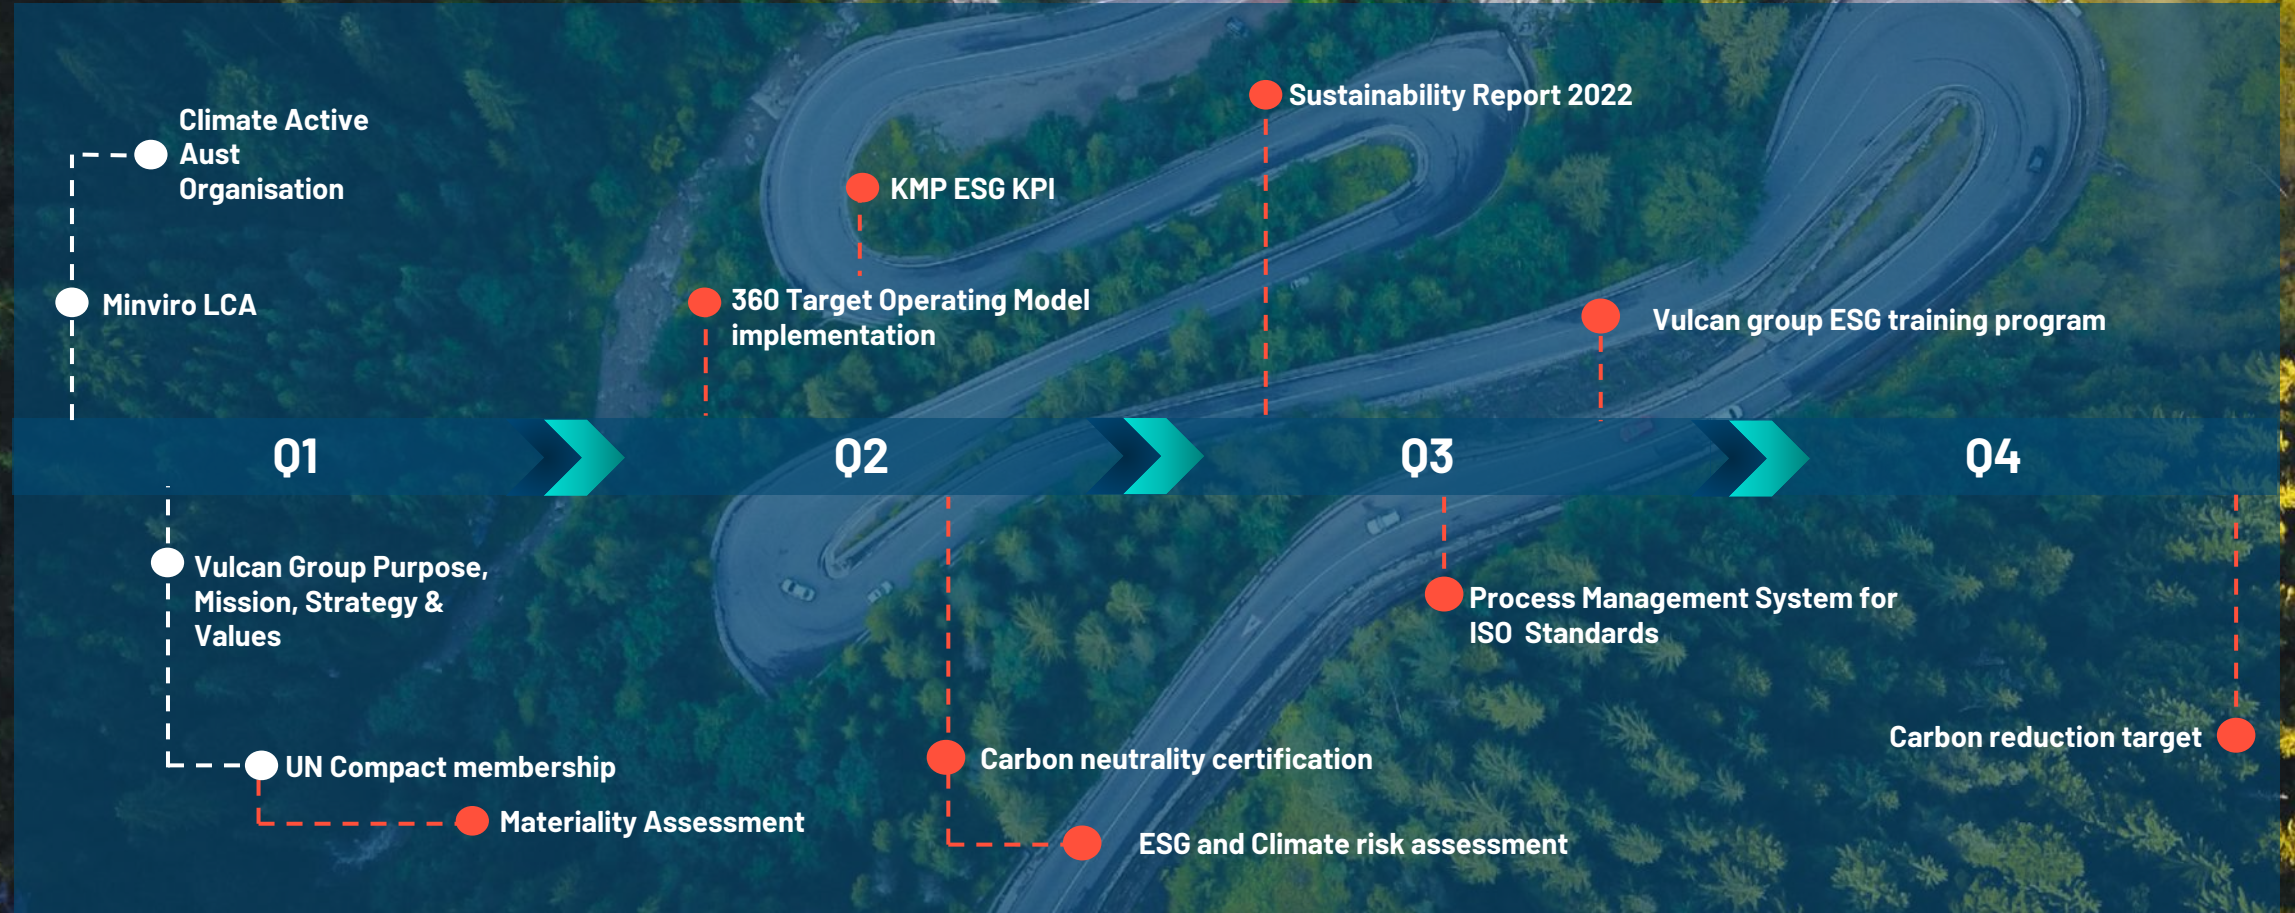 Climate Active
Aust
Organisation
Minviro LCA
KMP ESG KPI
360 Target Operating Model
implementation
Sustainability Report 2022
Vulcan group ESG training program
Q1
Q2
Q3
Q4
Vulcan Group Purpose,
Mission, Strategy &
Values
UN Compact membership
Materiality Assessment
Carbon neutrality certification
ESG and Climate risk assessment
Process Management System for
ISO  Standards
Carbon reduction target